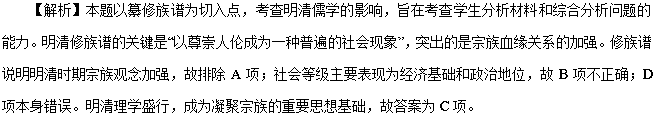 【解析】本题以纂修族谱为切入点，考查明清儒学的影响，旨在考查学生分析材料和综合分析问题的
能力。明清修族谱的关键是“以尊崇人伦成为一种普遍的社会现象”，突出的是宗族血缘关系的加强。修族谱
说明明清时期宗族观念加强，故排除 A 项；社会等级主要表现为经济基础和政治地位，故 B 项不正确；D
项本身错误。明清理学盛行，成为凝聚宗族的重要思想基础，故答案为 C 项。